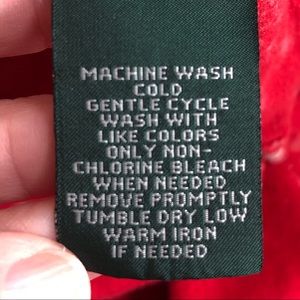 MACHINE WASH
COLD
GENTLE CYCLE
WASH WITH
LIKE COLORS
ONLY NON-
CHLORINE BLEACH
WHEN NEEDED
REMOVE PROMPTLY
TUMBLE DRY LOW
WARM IRON
IF NEEDED